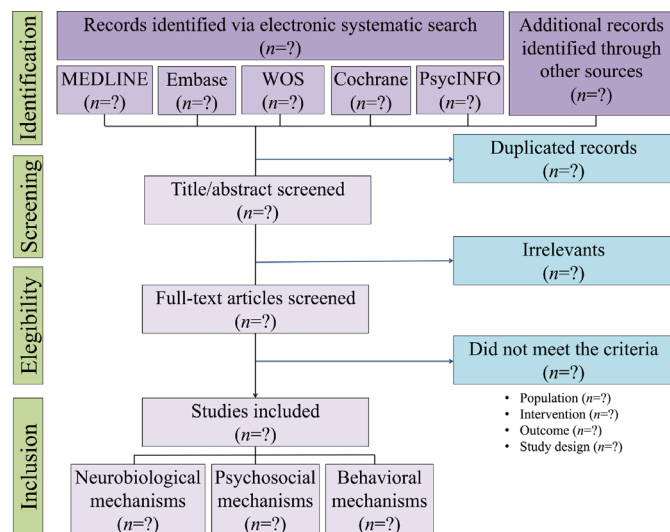 Identification
Records identified via electronic systematic search
(n=?)
Additional records
identified through
other sources
(n=?)
MEDLINE
(n=?)
Embase
(n=?)
WOS
(n=?)
Cochrane
(n=?)
PsycINFO
(n=?)
Duplicated records
(n=?)
Screening
Title/abstract screened
(n=?)
Irrelevants
(n=?)
Elegibility
Full-text articles screened
(n=?)
Did not meet the criteria
(n=?)
• Population (n=?)
• Intervention (n=?)
• Outcome (n=?)
• Study design (n=?)
Inclusion
Studies included
(n=?)
Neurobiological
mechanisms
(n=?)
Psychosocial
mechanisms
(n=?)
Behavioral
mechanisms
(n=?)